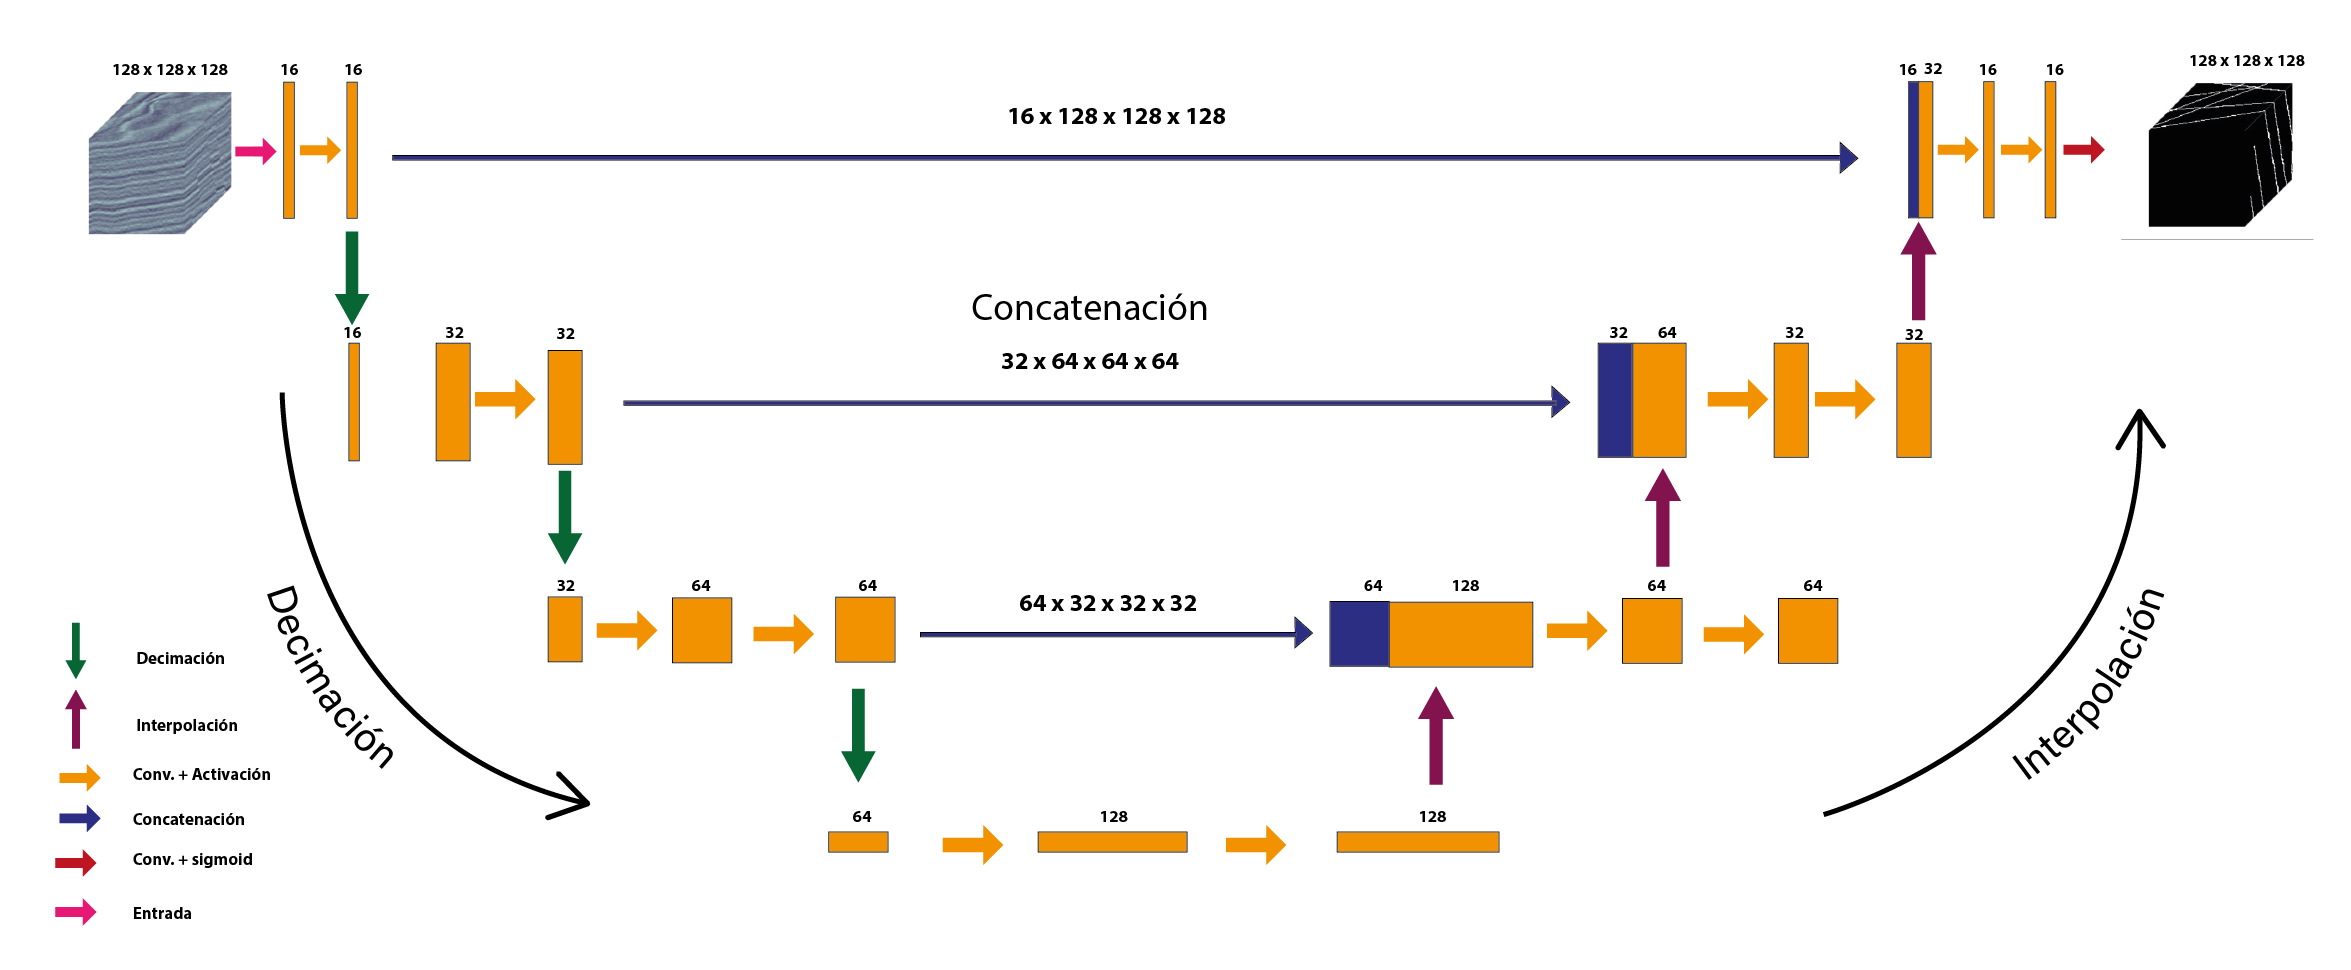 128 x 128 x 128
16
16
16 x 128 x 128 x 128
16 32
16
16
128 x 128 x 128
Concatenación
16
32
32
32 x 64 x 64 x 64
32 64
32
32
32
64
64
64 x 32 x 32 x 32
64 128
64
64
Decimación
Interpolación
64
128
128
Decimación
Interpolación
Conv. + Activación
Concatenación
Conv. + sigmoid
Entrada